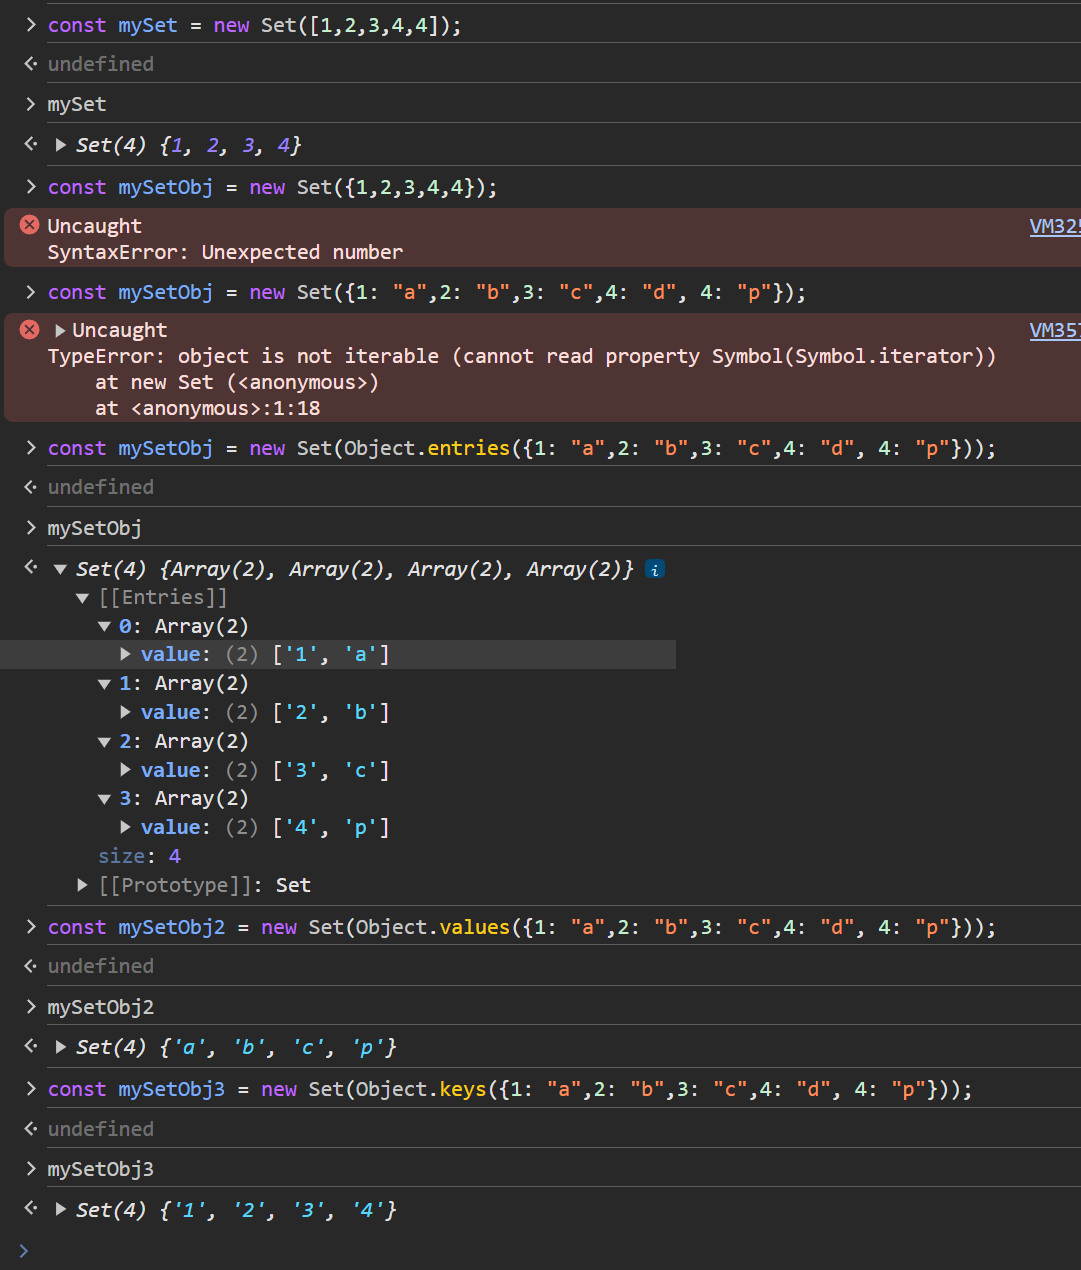 const mySet = new Set([1,2,3,4,4]);
undefined
mySet
Set(4) {1, 2, 3, 4}
const mySetObj = new Set({1,2,3,4,4});
Uncaught VM325
SyntaxError: Unexpected number
const mySetObj = new Set({1: "a",2: "b",3: "c",4: "d", 4: "p"});
Uncaught VM357
TypeError: object is not iterable (cannot read property Symbol(Symbol.iterator))
at new Set (<anonymous>)
at <anonymous>:1:18
const mySetObj = new Set(Object.entries({1: "a",2: "b",3: "c",4: "d", 4: "p"}));
undefined
mySetObj
Set(4) {Array(2), Array(2), Array(2), Array(2)} i
[[Entries]]
0: Array(2)
value: (2) ['1', 'a']
1: Array(2)
value: (2) ['2', 'b']
2: Array(2)
value: (2) ['3', 'c']
3: Array(2)
value: (2) ['4', 'p']
size: 4
[[Prototype]]: Set
const mySetObj2 = new Set(Object.values({1: "a",2: "b",3: "c",4: "d", 4: "p"}));
undefined
mySetObj2
Set(4) {'a', 'b', 'c', 'p'}
const mySetObj3 = new Set(Object.keys({1: "a",2: "b",3: "c",4: "d", 4: "p"}));
undefined
mySetObj3
Set(4) {'1', '2', '3', '4'}